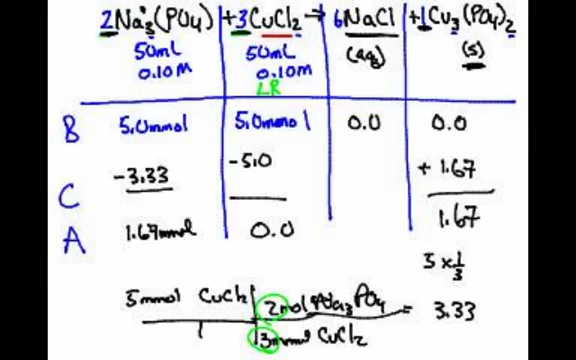 2Na₃(PO₄) + 3CuCl₂ → 6NaCl + 1Cu₃(PO₄)₂
50mL 50mL (aq) (s)
0.10M 0.10M
LR
B 5.0mmol 5.0mmol 0.0 0.0
-3.33 -5.0 + 1.67
C
A 1.67mmol 0.0 1.67
5 x 1/3
5mmol CuCl₂ 2mol Na₃PO₄ = 3.33
1 3mmol CuCl₂